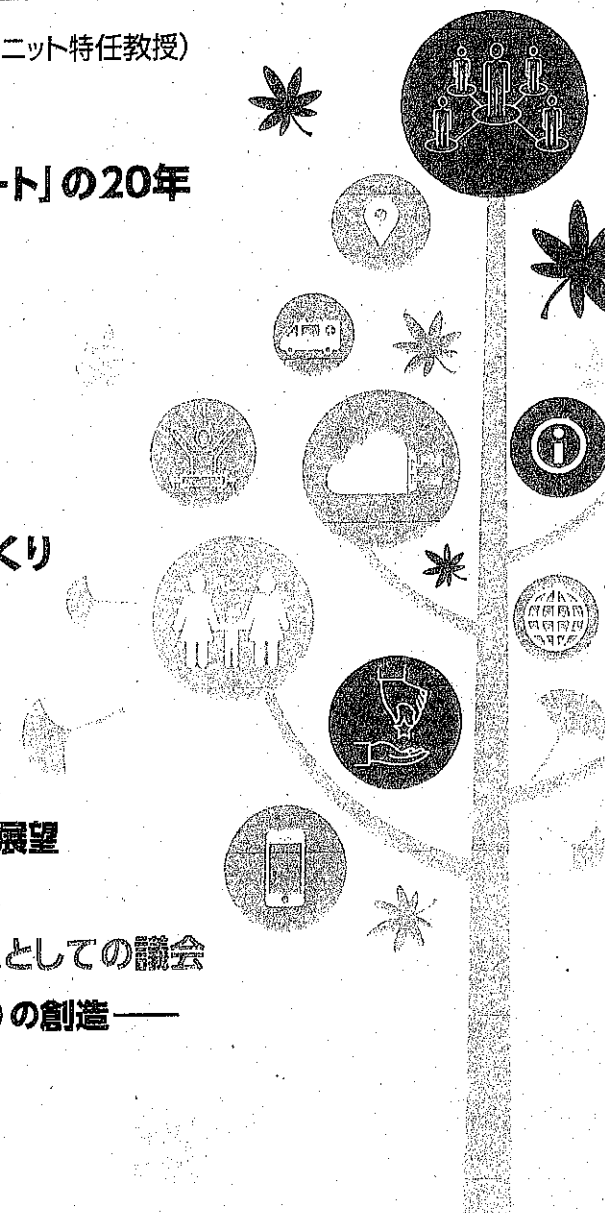 ニット特任教授)
ート」の20年
くり
展望
としての議会
の創造――